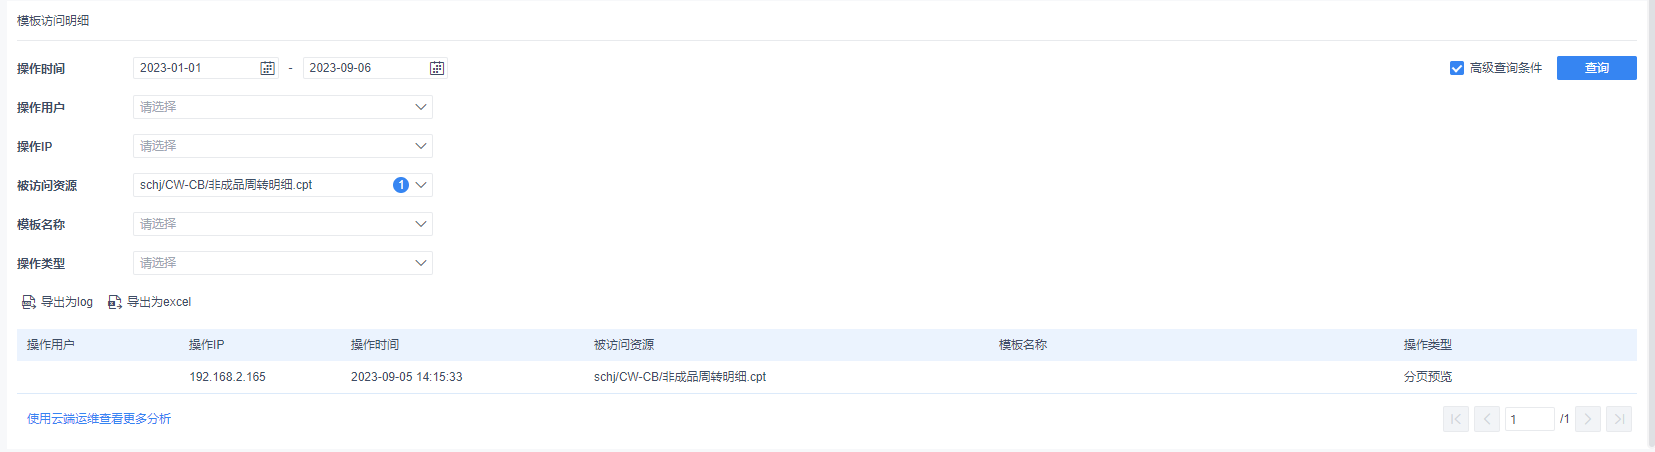 模板访问明细
操作时间 2023-01-01 - 2023-09-06 高级查询条件 查询
操作用户 请选择
操作IP 请选择
被访问资源 schj/CW-CB/非成品周转明细.cpt 1
模板名称 请选择
操作类型 请选择
导出为log 导出为excel
操作用户 操作IP 操作时间 被访问资源 模板名称 操作类型
192.168.2.165 2023-09-05 14:15:33 schj/CW-CB/非成品周转明细.cpt 分页预览
使用云端运维查看更多分析 1 /1